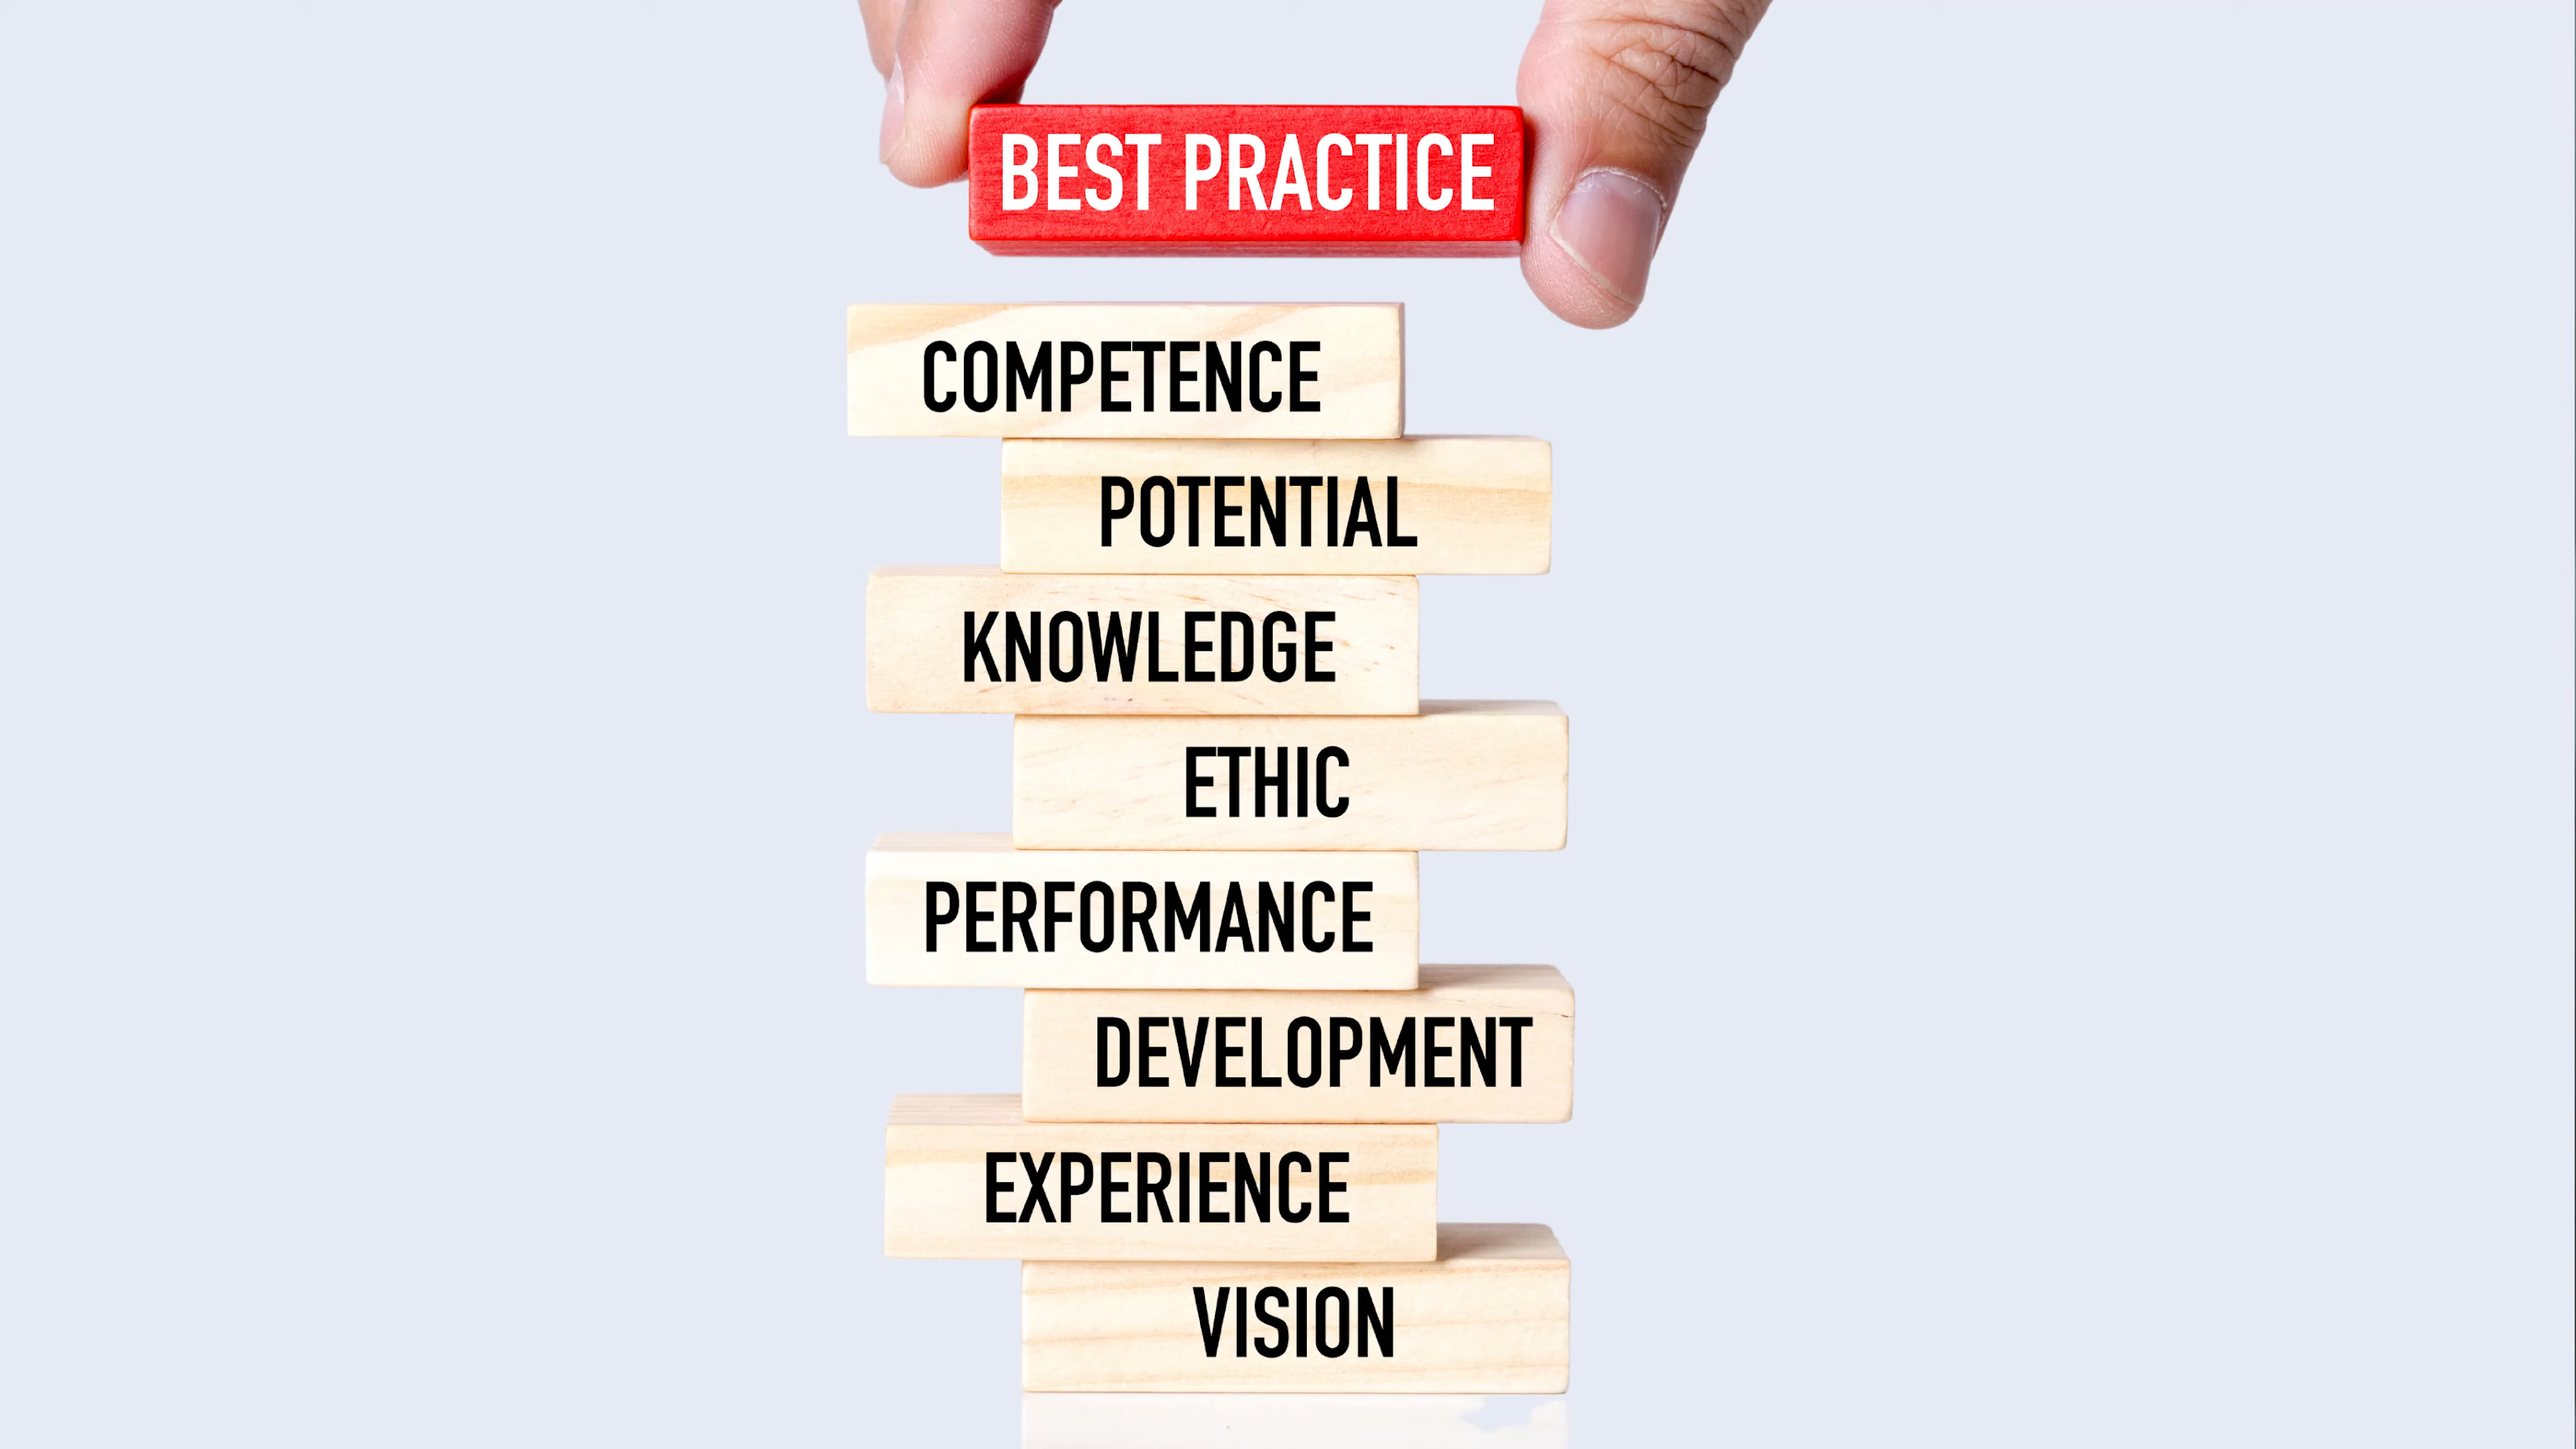 BEST PRACTICE
COMPETENCE
POTENTIAL
KNOWLEDGE
ETHIC
PERFORMANCE
DEVELOPMENT
EXPERIENCE
VISION